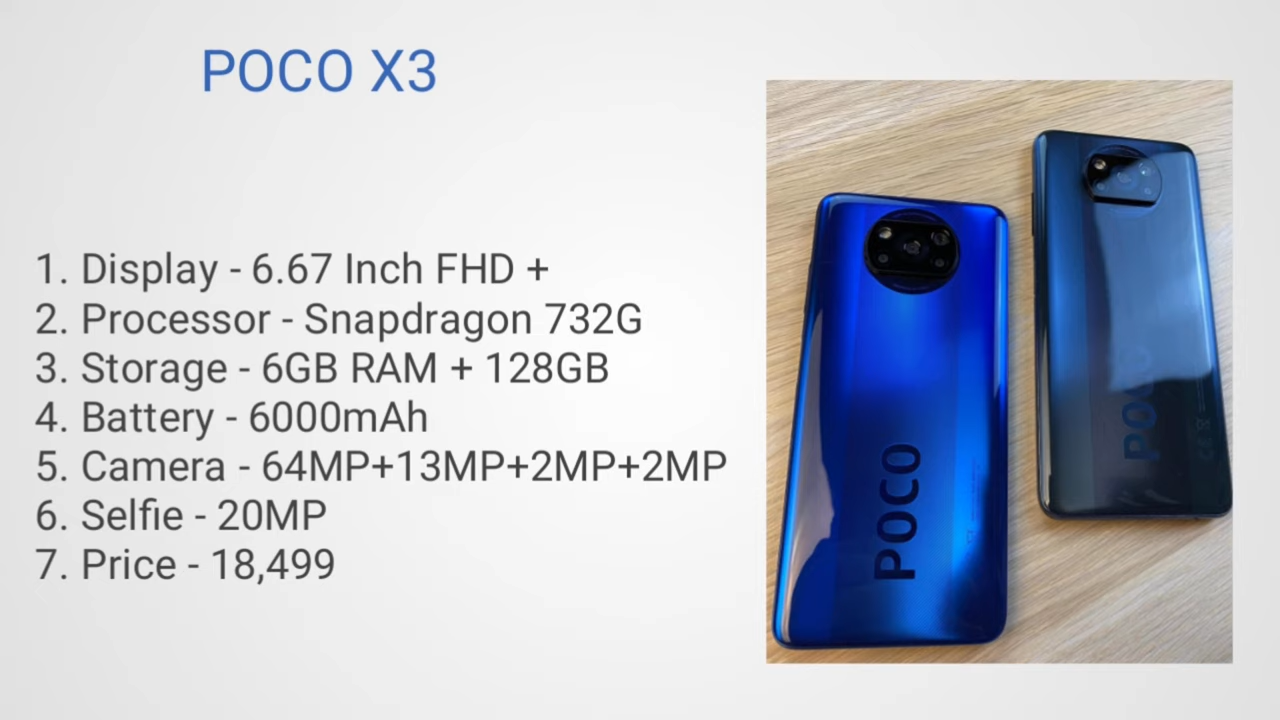 POCO X3
1. Display - 6.67 Inch FHD +
2. Processor - Snapdragon 732G
3. Storage - 6GB RAM + 128GB
4. Battery - 6000mAh
5. Camera - 64MP+13MP+2MP+2MP
6. Selfie - 20MP
7. Price - 18,499
POCO
POCO